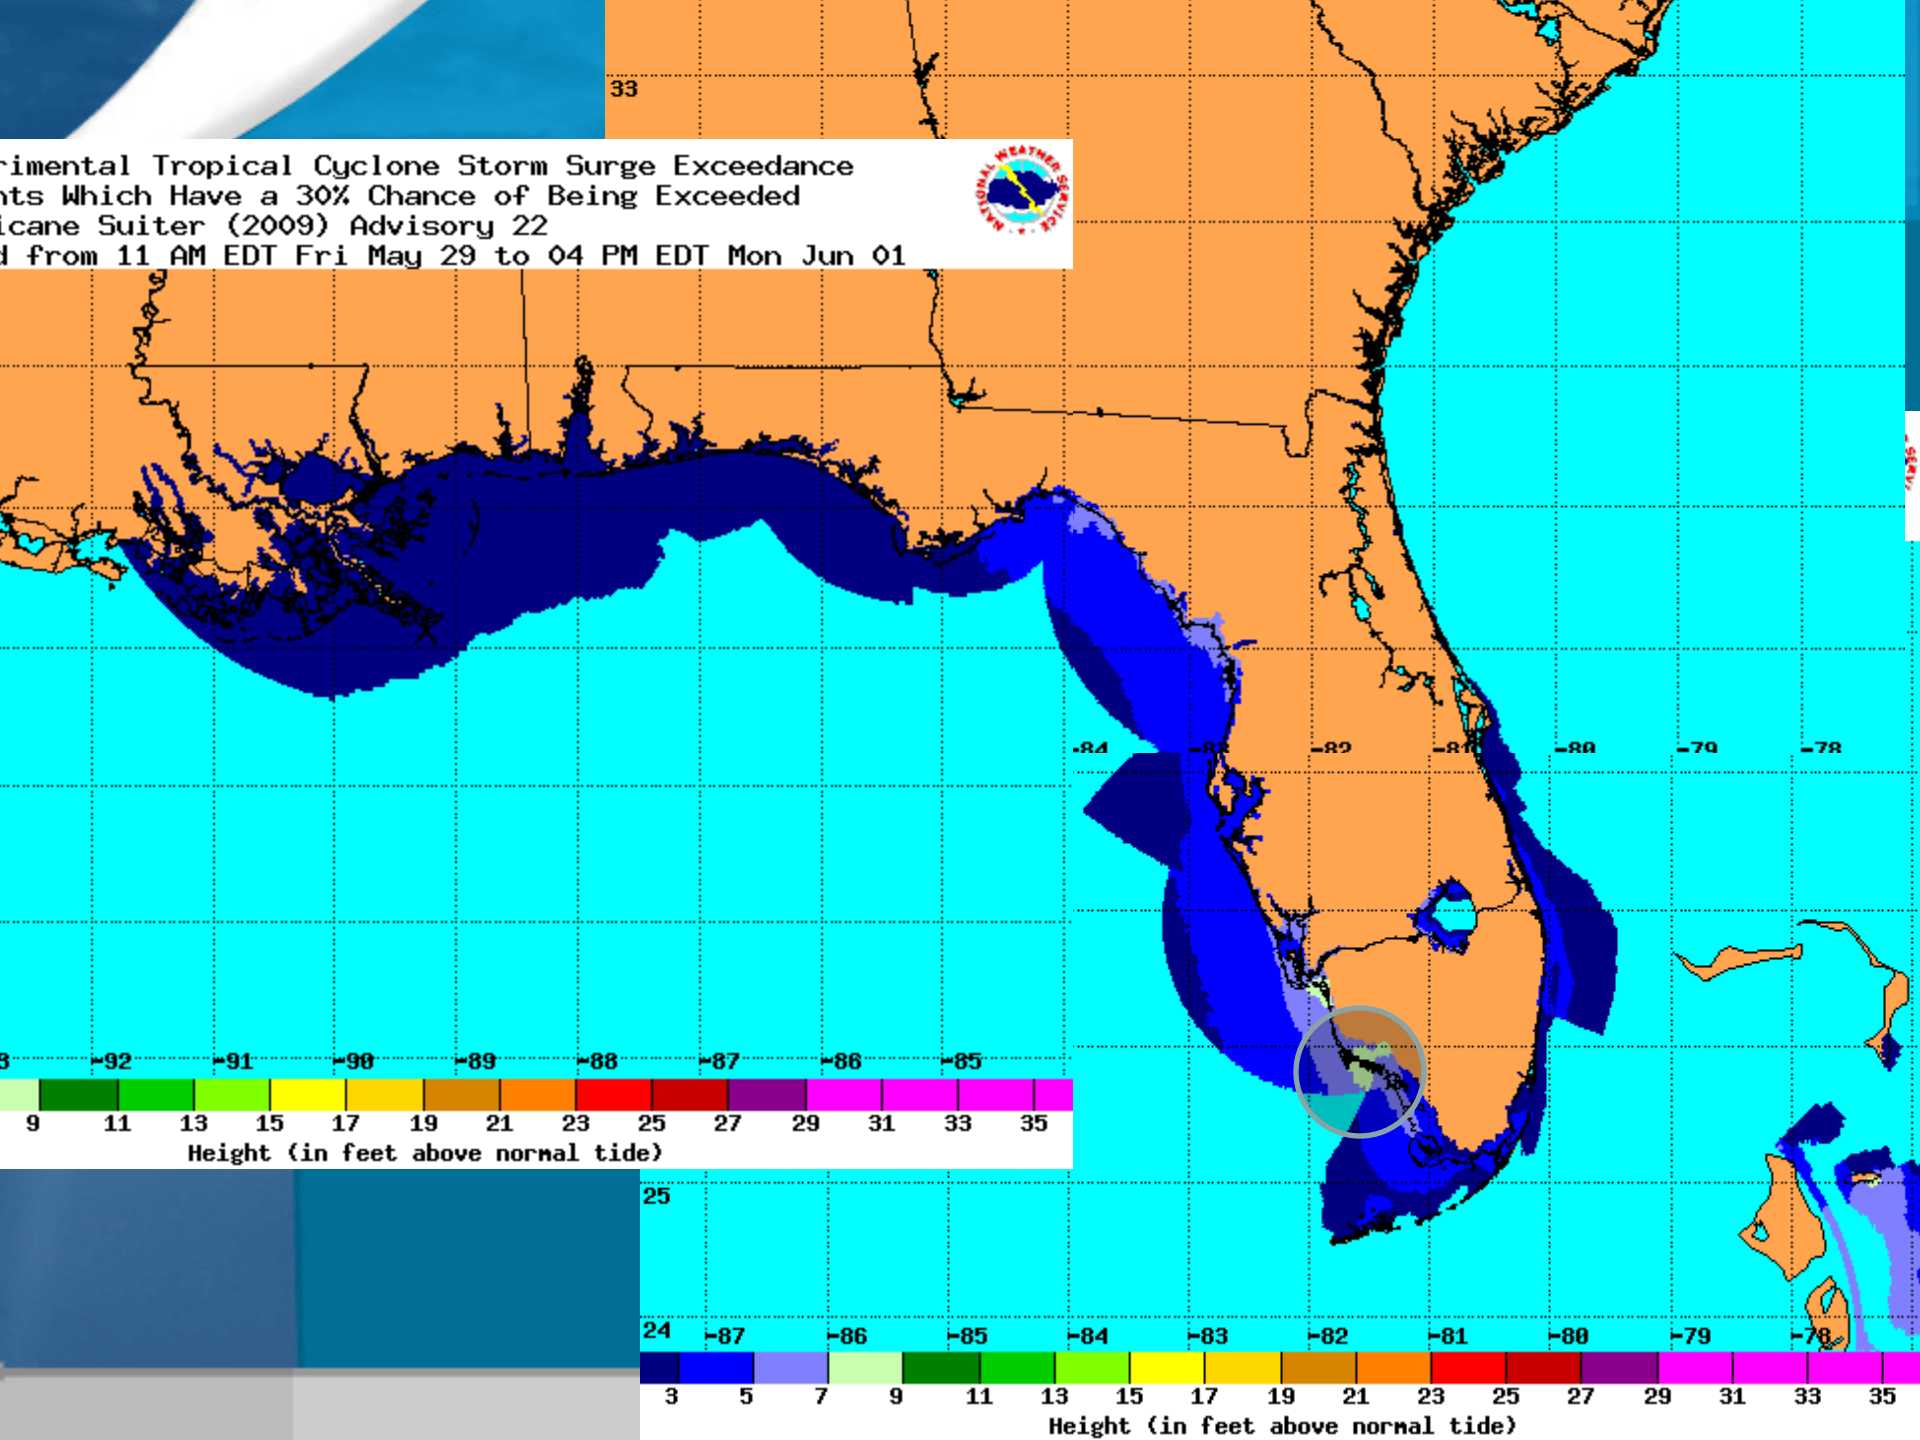 33
Tropical Cyclone Storm Surge Exceedance
Which Have a 30% Chance of Being Exceeded
Suiter (2009) Advisory 22
from 11 AM EDT Fri May 29 to 04 PM EDT Mon Jun 01
NATIONAL WEATHER SERVICE
-84 -83 -82 -81 -80 -79 -78
-92 -91 -90 -89 -88 -87 -86 -85
9 11 13 15 17 19 21 23 25 27 29 31 33 35
Height (in feet above normal tide)
25
24 -87 -86 -85 -84 -83 -82 -81 -80 -79 -78
3 5 7 9 11 13 15 17 19 21 23 25 27 29 31 33 35
Height (in feet above normal tide)